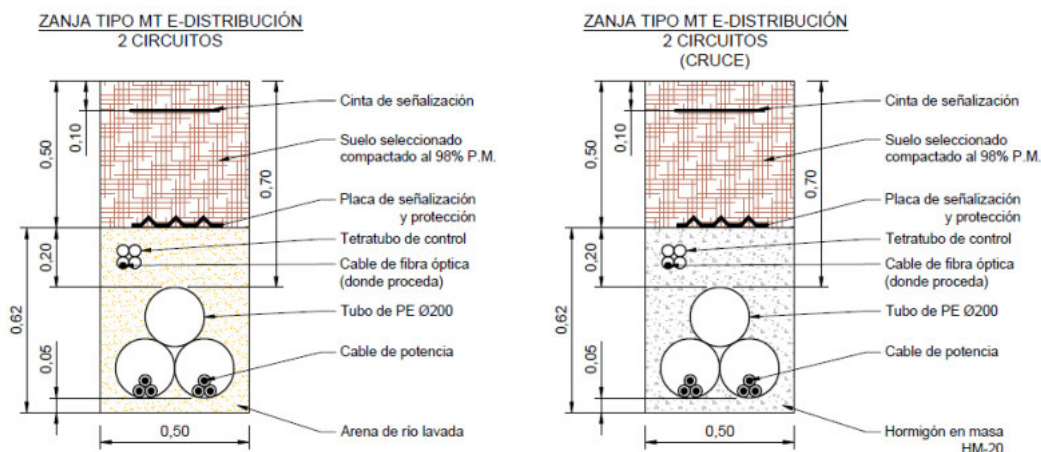 ZANJA TIPO MT E-DISTRIBUCIÓN
2 CIRCUITOS
0,10
0,50
0,70
0,20
0,62
0,05
0,50
Cinta de señalización
Suelo seleccionado
compactado al 98% P.M.
Placa de señalización
y protección
Tetratubo de control
Cable de fibra óptica
(donde proceda)
Tubo de PE Ø200
Cable de potencia
Arena de río lavada
ZANJA TIPO MT E-DISTRIBUCIÓN
2 CIRCUITOS
(CRUCE)
0,10
0,50
0,70
0,20
0,62
0,05
0,50
Cinta de señalización
Suelo seleccionado
compactado al 98% P.M.
Placa de señalización
y protección
Tetratubo de control
Cable de fibra óptica
(donde proceda)
Tubo de PE Ø200
Cable de potencia
Hormigón en masa
HM-20